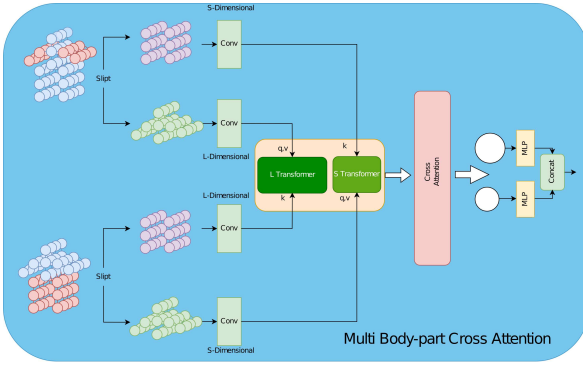 S-Dimensional
Conv
Slipt
Conv
q,v
k
L-Dimensional
L Transformer
S Transformer
L-Dimensional
k
q,v
Conv
Slipt
Conv
S-Dimensional
Cross
Attention
MLP
MLP
Concat
Multi Body-part Cross Attention